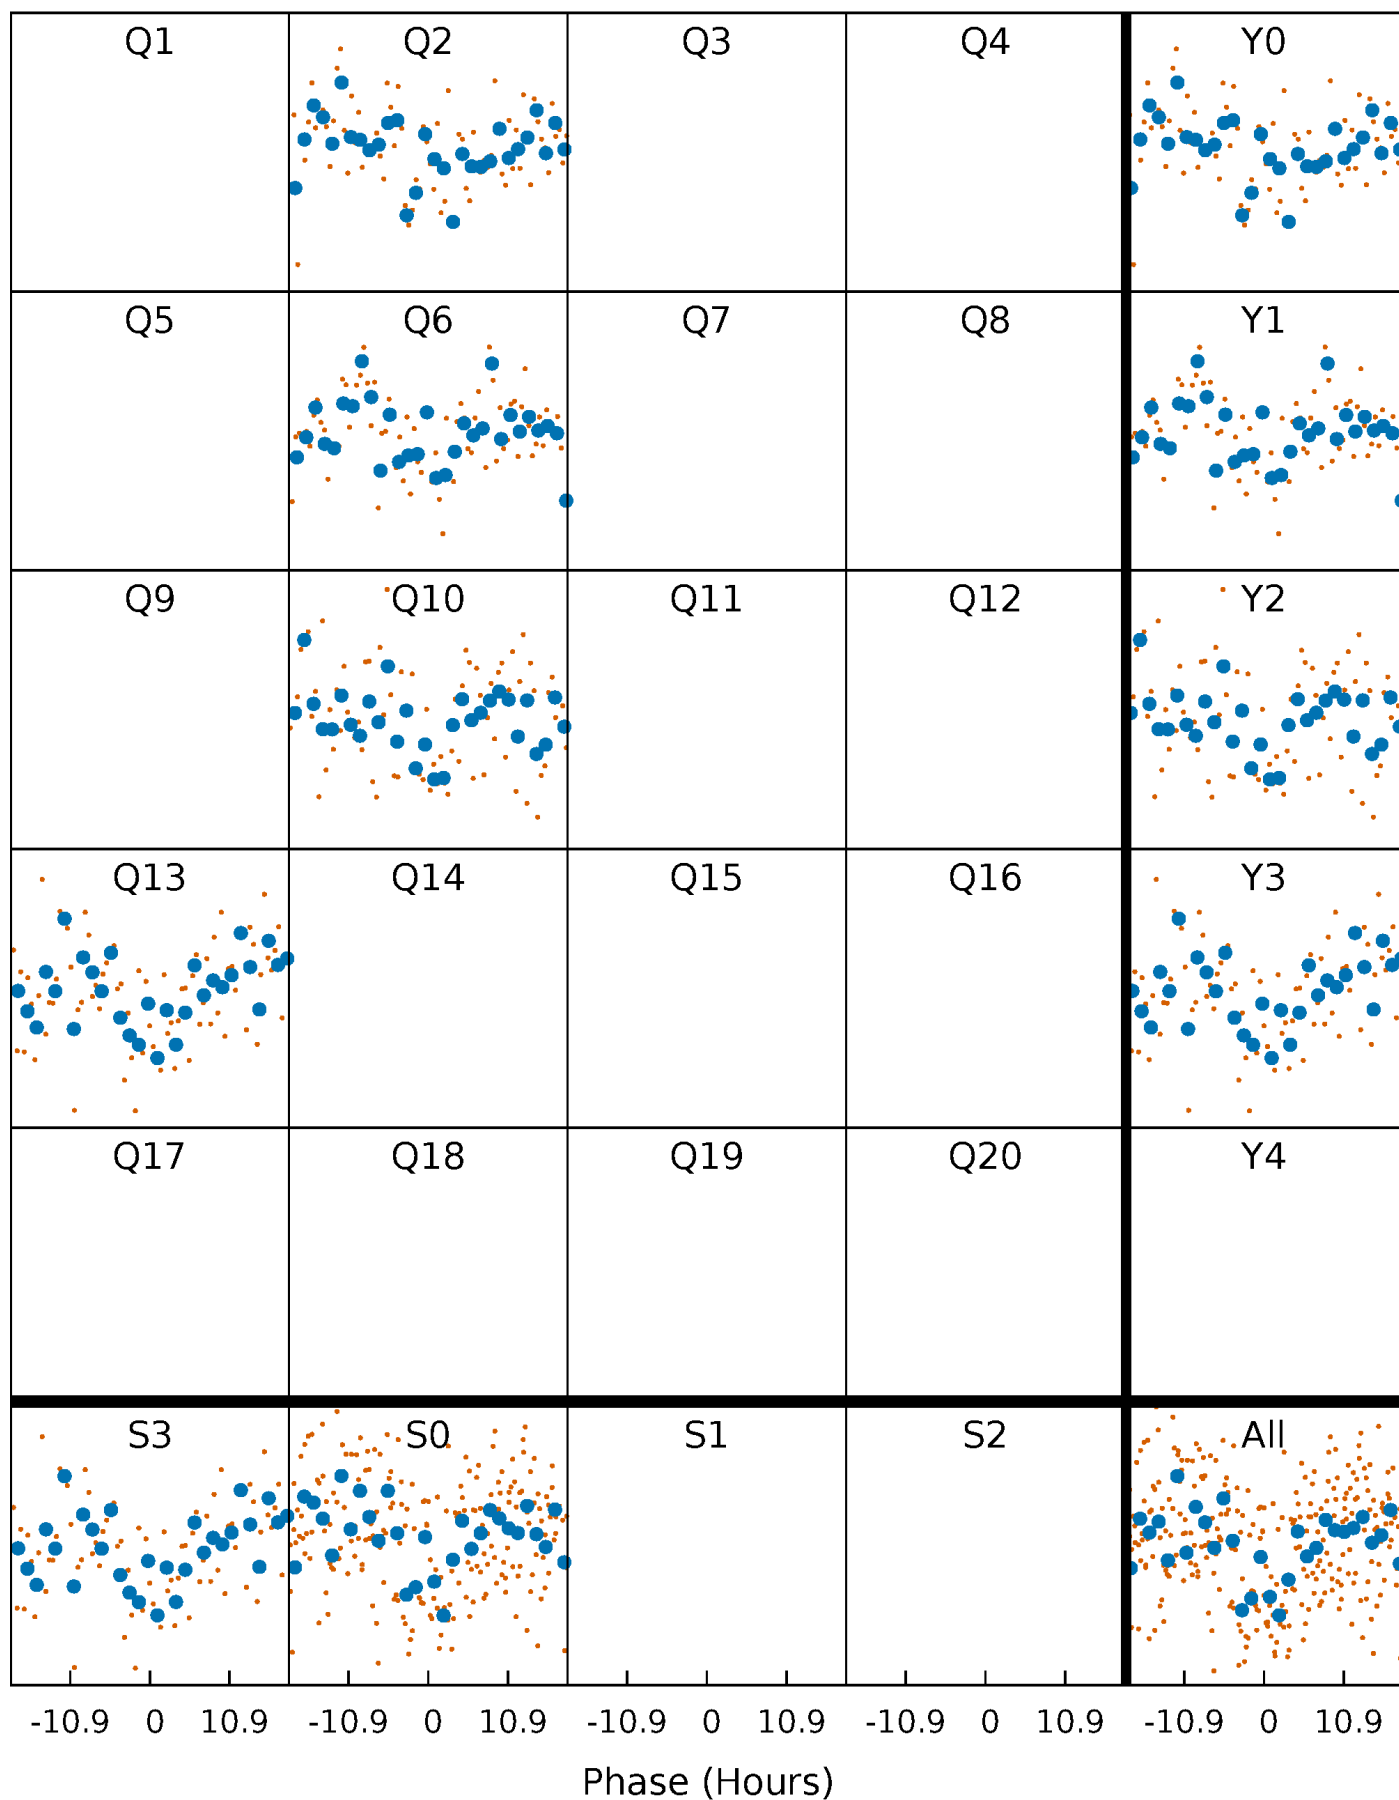 Q1 Q2 Q3 Q4 Y0
Q5 Q6 Q7 Q8 Y1
Q9 Q10 Q11 Q12 Y2
Q13 Q14 Q15 Q16 Y3
Q17 Q18 Q19 Q20 Y4
S3 S0 S1 S2 All
-10.9 0 10.9 -10.9 0 10.9 -10.9 0 10.9 -10.9 0 10.9 -10.9 0 10.9
Phase (Hours)